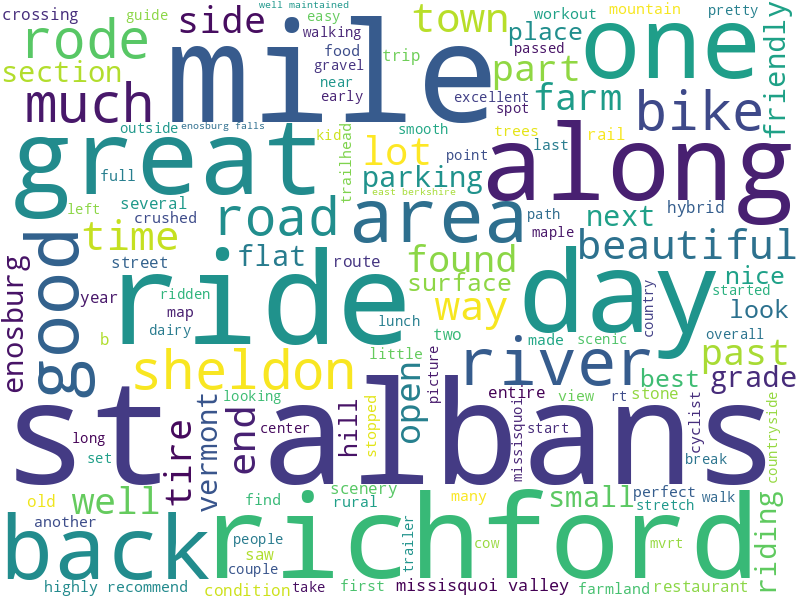 well maintained
crossing
guide
side
town
workout
mountain
pretty
rode
mile
walking
food
gravel
near
early
trip
place
passed
one
friendly
section
part
much
excellent
spot
farm
bike
outside
enosburg falls
kid
trailhead
smooth
trees
rail
great
lot
point
last
along
full
parking
east berkshire
left
several
crushed
road
area
path
maple
next
hybrid
time
flat
route
found
beautiful
enosburg
good
street
surface
nice
year
ridden
map
dairy
ride
lunch
way
day
country
started
look
b
two
made
scenic
overall
little
river
past
sheldon
picture
best
grade
st albans
open
entire
view
rt
stone
looking
long
set
tire
vermont
end
center
hill
stopped
missisquoi
start
cyclist
break
countryside
old
well
find
scenery
rural
many
small
perfect
stretch
walk
riding
back
another
people
saw
couple
richford
trailer
cow
mvrt
highly recommend
condition
take
first
missisquoi valley
farmland
restaurant